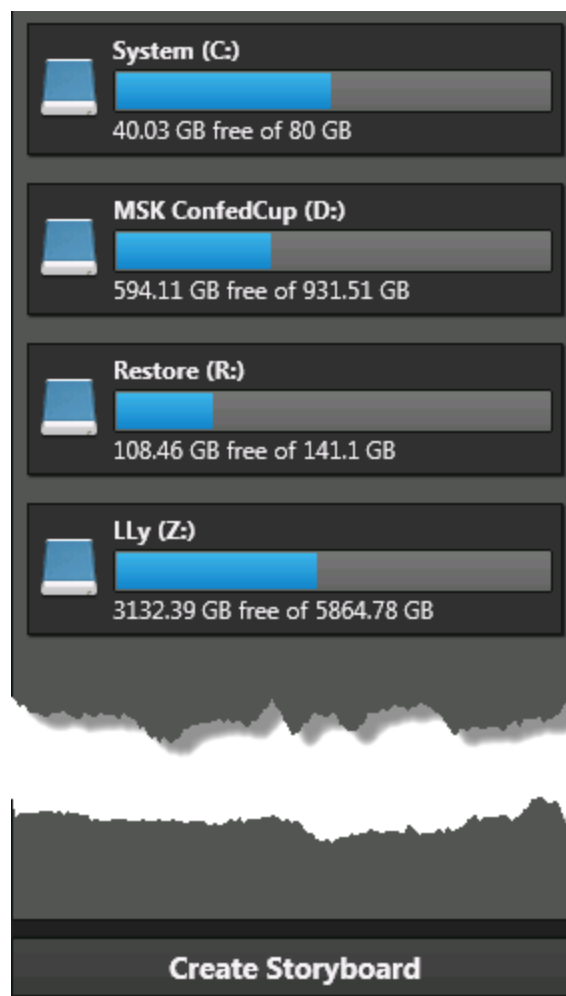 System (C:)
40.03 GB free of 80 GB
MSK ConfedCup (D:)
594.11 GB free of 931.51 GB
Restore (R:)
108.46 GB free of 141.1 GB
LLy (Z:)
3132.39 GB free of 5864.78 GB
Create Storyboard